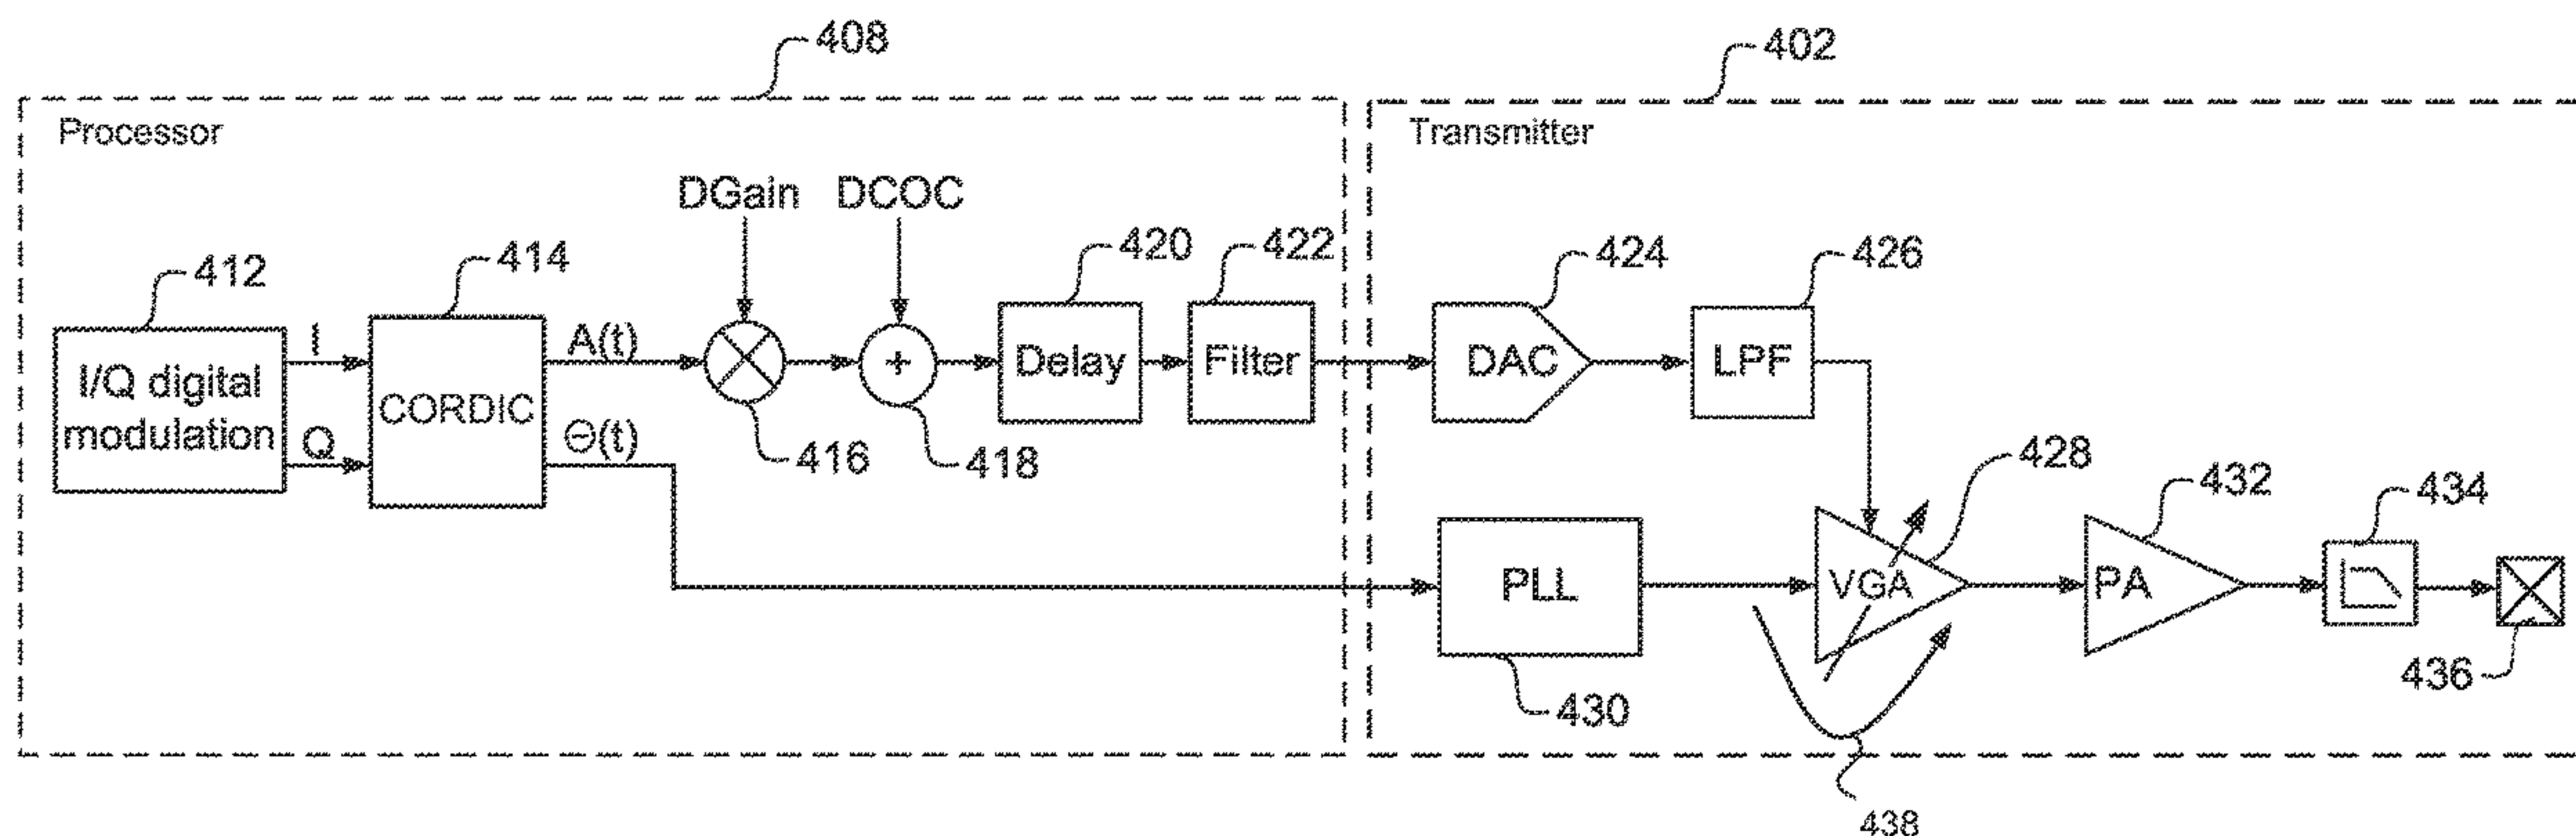 408
402
Processor
Transmitter
DGain
DCOC
412
414
420
422
424
426
I/Q digital
modulation
I
Q
CORDIC
A(t)
Θ(t)
+
Delay
Filter
DAC
LPF
416
418
428
432
434
PLL
VGA
PA
430
436
438